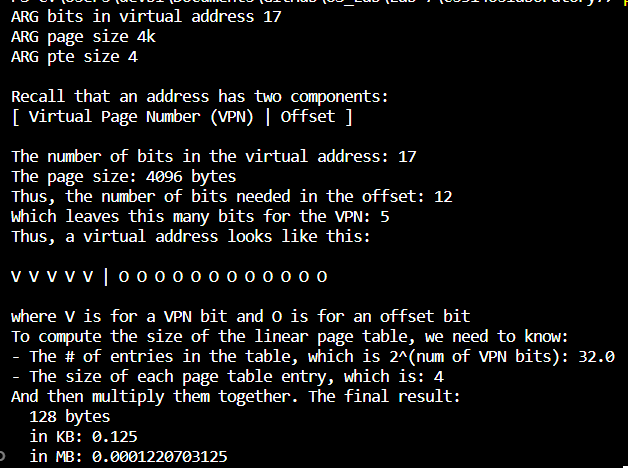 ARG bits in virtual address 17
ARG page size 4k
ARG pte size 4
Recall that an address has two components:
[ Virtual Page Number (VPN) | Offset ]
The number of bits in the virtual address: 17
The page size: 4096 bytes
Thus, the number of bits needed in the offset: 12
Which leaves this many bits for the VPN: 5
Thus, a virtual address looks like this:
V V V V V | O O O O O O O O O O O O
where V is for a VPN bit and O is for an offset bit
To compute the size of the linear page table, we need to know:
- The # of entries in the table, which is 2^(num of VPN bits): 32.0
- The size of each page table entry, which is: 4
And then multiply them together. The final result:
128 bytes
in KB: 0.125
in MB: 0.0001220703125